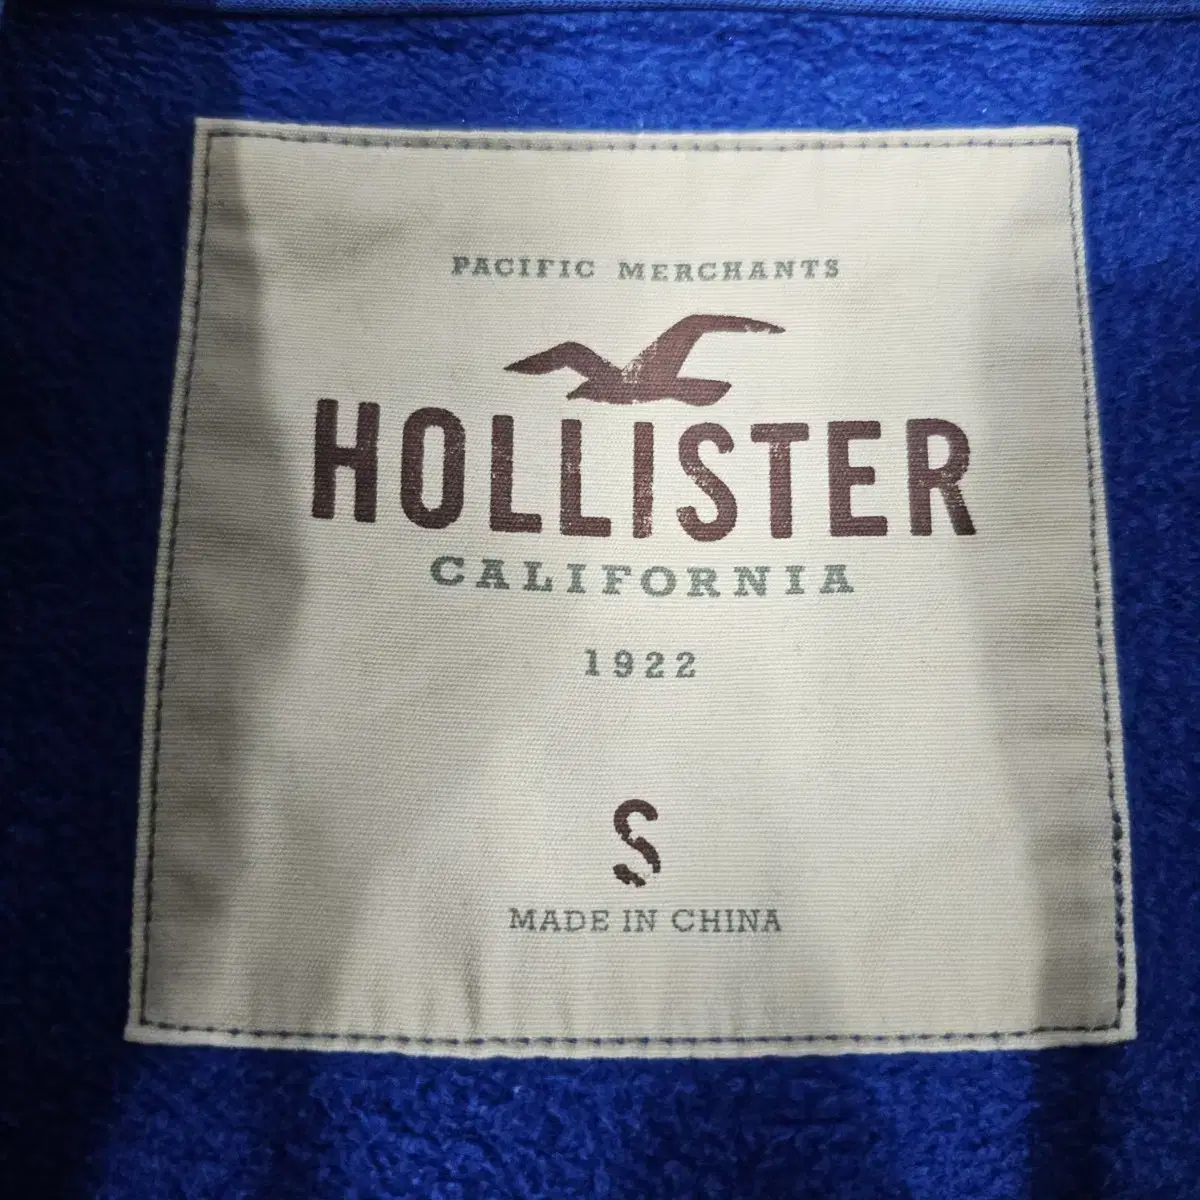 PACIFIC MERCHANTS
HOLLISTER
CALIFORNIA
1922
S
MADE IN CHINA